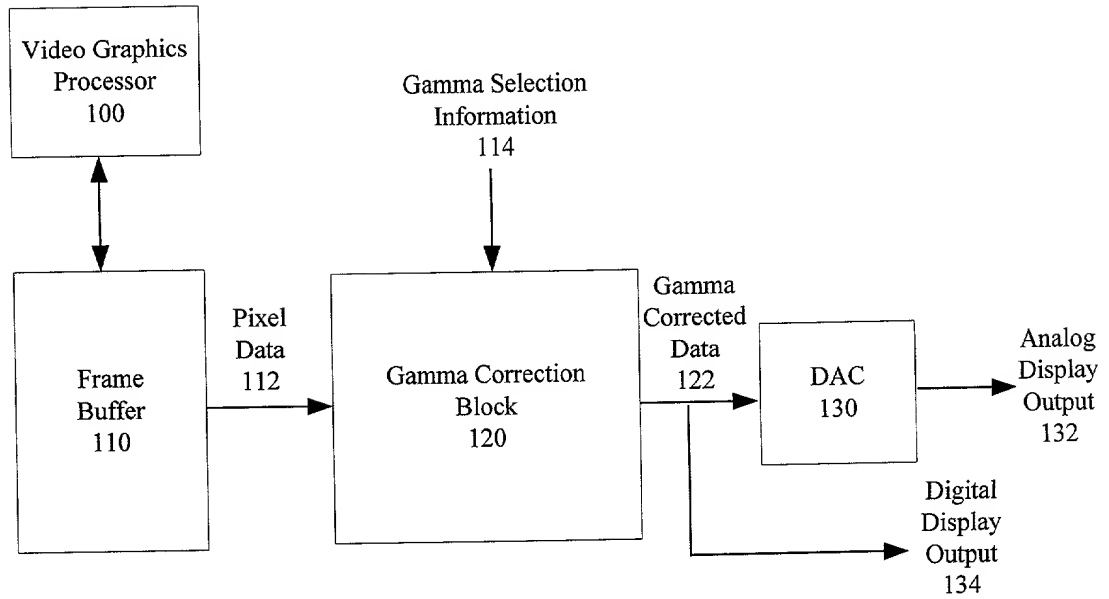 Video Graphics
Processor
100
Gamma Selection
Information
114
Frame
Buffer
110
Pixel
Data
112
Gamma Correction
Block
120
Gamma
Corrected
Data
122
DAC
130
Analog
Display
Output
132
Digital
Display
Output
134